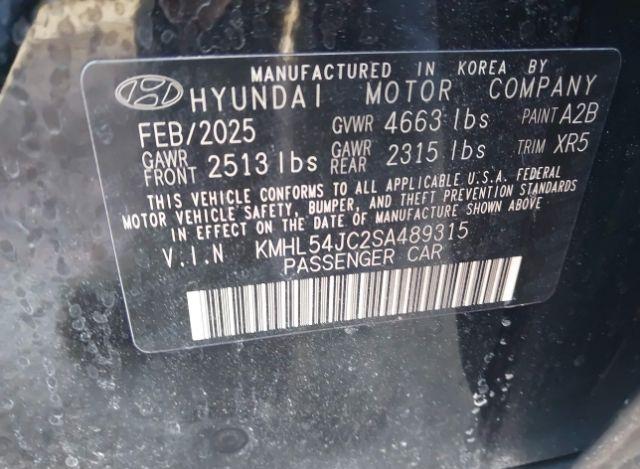 MANUFACTURED IN KOREA BY
HYUNDAI MOTOR COMPANY
FEB/2025 GVWR 4663 lbs PAINT A2B
GAWR FRONT 2513 lbs GAWR REAR 2315 lbs TRIM XR5
THIS VEHICLE CONFORMS TO ALL APPLICABLE U.S.A. FEDERAL
MOTOR VEHICLE SAFETY, BUMPER, AND THEFT PREVENTION STANDARDS
IN EFFECT ON THE DATE OF MANUFACTURE SHOWN ABOVE.
V.I.N KMHL54JC2SA489315
PASSENGER CAR